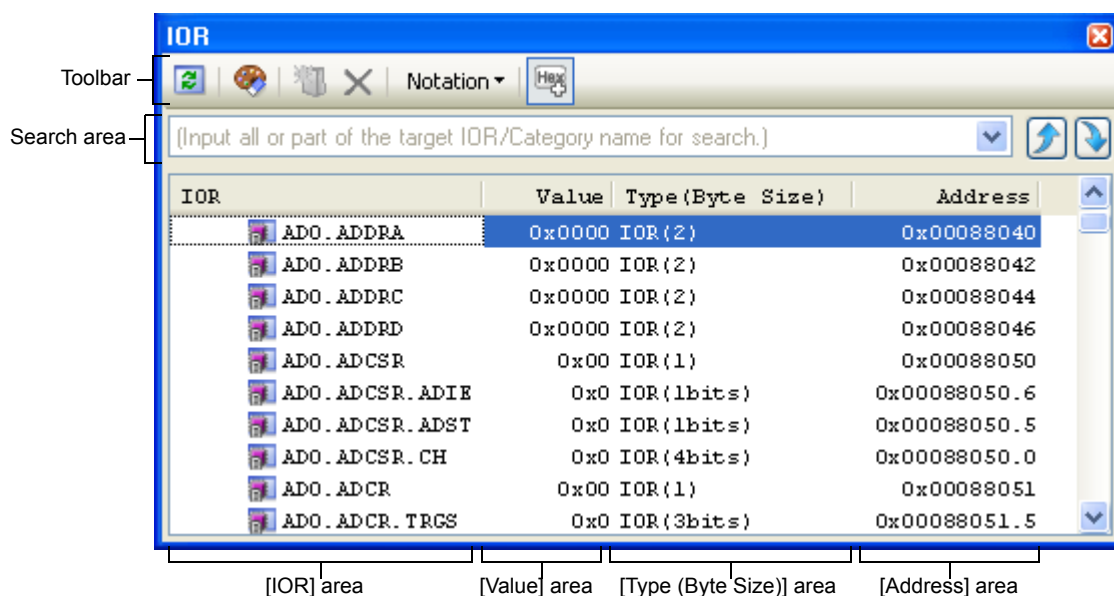 IOR
Toolbar
Notation
Hex
Search area
(Input all or part of the target IOR/Category name for search.)
IOR Value Type(Byte Size) Address
AD0.ADDRA 0x0000 IOR(2) 0x00088040
AD0.ADDRB 0x0000 IOR(2) 0x00088042
AD0.ADDRC 0x0000 IOR(2) 0x00088044
AD0.ADDRD 0x0000 IOR(2) 0x00088046
AD0.ADCSR 0x00 IOR(1) 0x00088050
AD0.ADCSR.ADIE 0x0 IOR(1bits) 0x00088050.6
AD0.ADCSR.ADST 0x0 IOR(1bits) 0x00088050.5
AD0.ADCSR.CH 0x0 IOR(4bits) 0x00088050.0
AD0.ADCR 0x00 IOR(1) 0x00088051
AD0.ADCR.TRGS 0x0 IOR(3bits) 0x00088051.5
[IOR] area [Value] area [Type (Byte Size)] area [Address] area